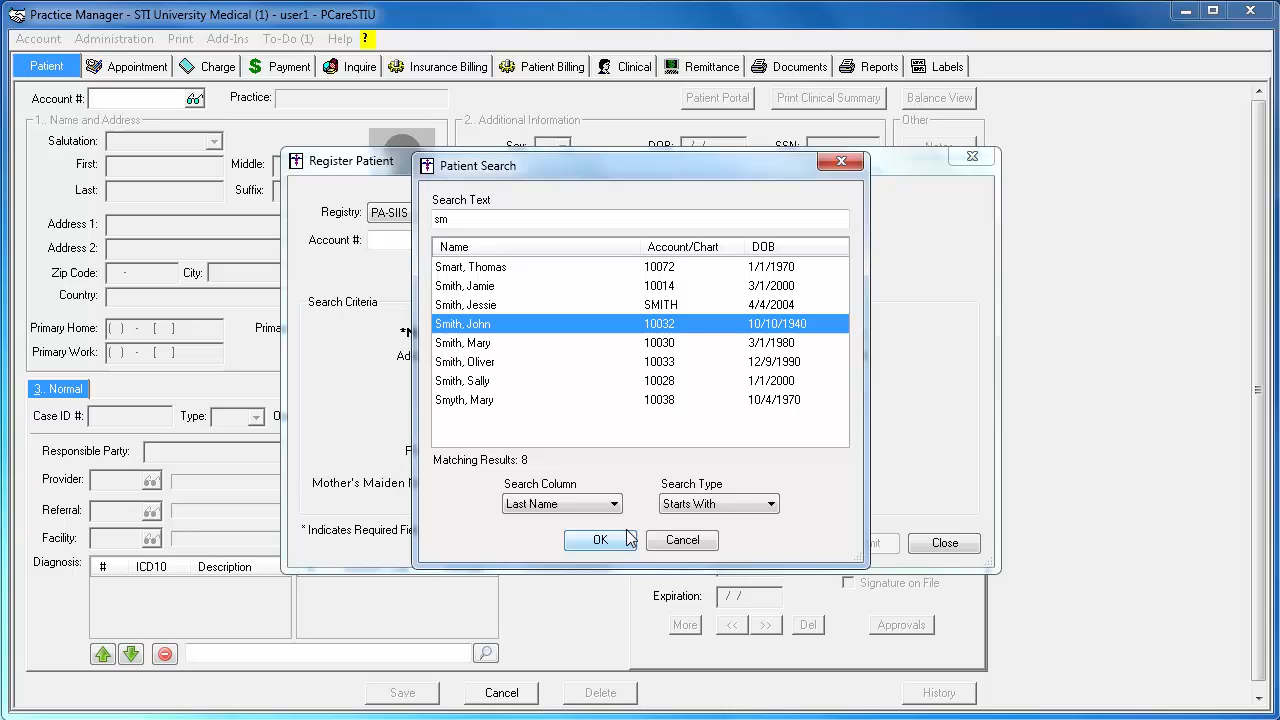 Practice Manager - STI University Medical (1) - user1 - PCareSTIU
Account Administration Print Add-Ins To-Do (1) Help ?
Patient Appointment Charge Payment Inquire Insurance Billing Patient Billing Clinical Remittance Documents Reports Labels
Account #: Practice: Patient Portal Print Clinical Summary Balance View
1.. Name and Address 2.. Additional Information Other
Salutation:
First: Middle:
Last: Suffix:
Address 1:
Address 2:
Zip Code: - City:
Country:
Primary Home: ( ) - [ ]
Primary Work: ( ) - [ ]
3.. Normal
Case ID #: Type:
Responsible Party:
Provider:
Referral:
Facility:
Diagnosis: # ICD10 Description
Register Patient
Registry: PA-SIIS
Account #:
Search Criteria
Mother's Maiden
* Indicates Required
Close
Patient Search
Search Text
sm
Name Account/Chart DOB
Smart, Thomas 10072 1/1/1970
Smith, Jamie 10014 3/1/2000
Smith, Jessie SMITH 4/4/2004
Smith, John 10032 10/10/1940
Smith, Mary 10030 3/1/1980
Smith, Oliver 10033 12/9/1990
Smith, Sally 10028 1/1/2000
Smyth, Mary 10038 10/4/1970
Matching Results: 8
Search Column Search Type
Last Name Starts With
OK Cancel
Signature on File
Expiration: / /
More << >> Del Approvals
Save Cancel Delete History